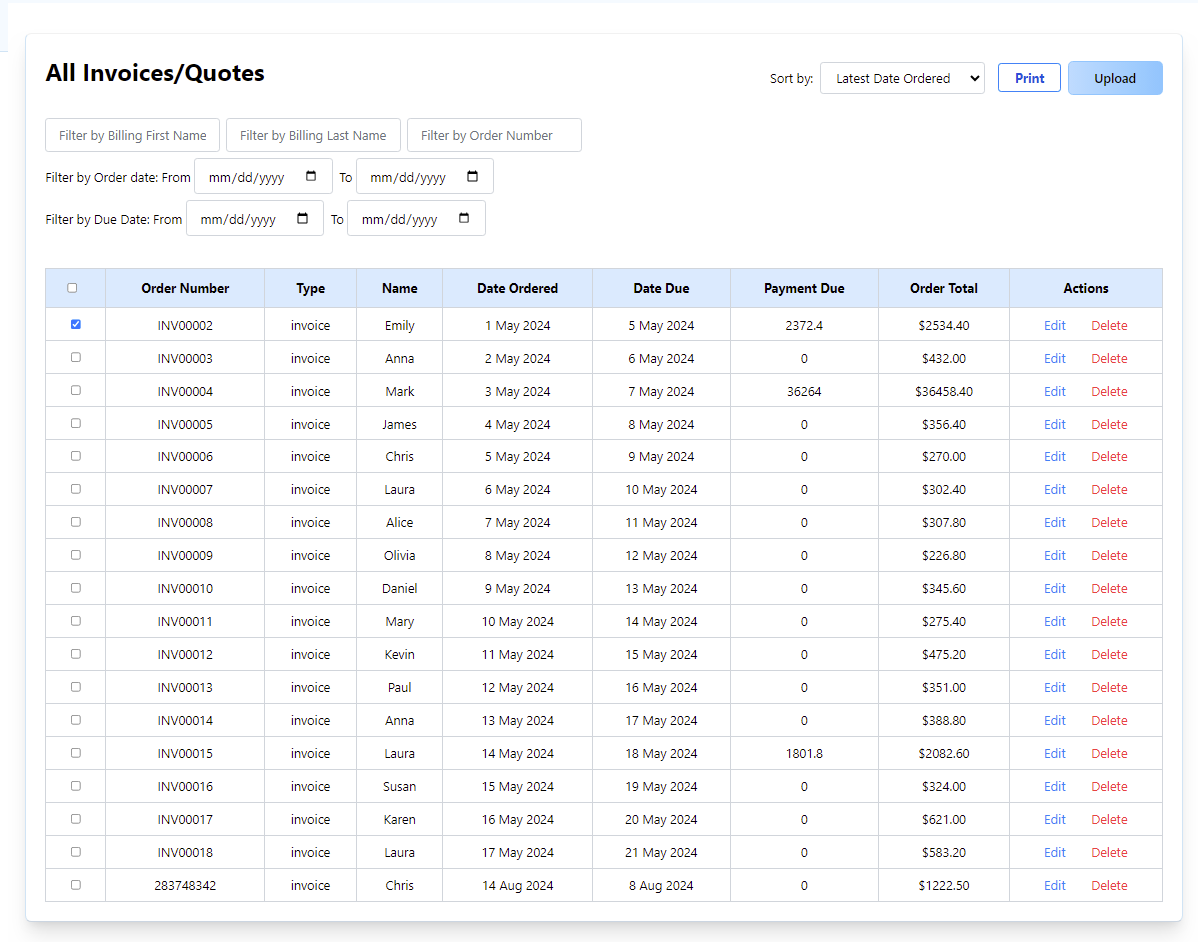 All Invoices/Quotes
Sort by: Latest Date Ordered Print Upload
Filter by Billing First Name Filter by Billing Last Name Filter by Order Number
Filter by Order date: From mm/dd/yyyy To mm/dd/yyyy
Filter by Due Date: From mm/dd/yyyy To mm/dd/yyyy
Order Number Type Name Date Ordered Date Due Payment Due Order Total Actions
INV00002 invoice Emily 1 May 2024 5 May 2024 2372.4 $2534.40 Edit Delete
INV00003 invoice Anna 2 May 2024 6 May 2024 0 $432.00 Edit Delete
INV00004 invoice Mark 3 May 2024 7 May 2024 36264 $36458.40 Edit Delete
INV00005 invoice James 4 May 2024 8 May 2024 0 $356.40 Edit Delete
INV00006 invoice Chris 5 May 2024 9 May 2024 0 $270.00 Edit Delete
INV00007 invoice Laura 6 May 2024 10 May 2024 0 $302.40 Edit Delete
INV00008 invoice Alice 7 May 2024 11 May 2024 0 $307.80 Edit Delete
INV00009 invoice Olivia 8 May 2024 12 May 2024 0 $226.80 Edit Delete
INV00010 invoice Daniel 9 May 2024 13 May 2024 0 $345.60 Edit Delete
INV00011 invoice Mary 10 May 2024 14 May 2024 0 $275.40 Edit Delete
INV00012 invoice Kevin 11 May 2024 15 May 2024 0 $475.20 Edit Delete
INV00013 invoice Paul 12 May 2024 16 May 2024 0 $351.00 Edit Delete
INV00014 invoice Anna 13 May 2024 17 May 2024 0 $388.80 Edit Delete
INV00015 invoice Laura 14 May 2024 18 May 2024 1801.8 $2082.60 Edit Delete
INV00016 invoice Susan 15 May 2024 19 May 2024 0 $324.00 Edit Delete
INV00017 invoice Karen 16 May 2024 20 May 2024 0 $621.00 Edit Delete
INV00018 invoice Laura 17 May 2024 21 May 2024 0 $583.20 Edit Delete
283748342 invoice Chris 14 Aug 2024 8 Aug 2024 0 $1222.50 Edit Delete